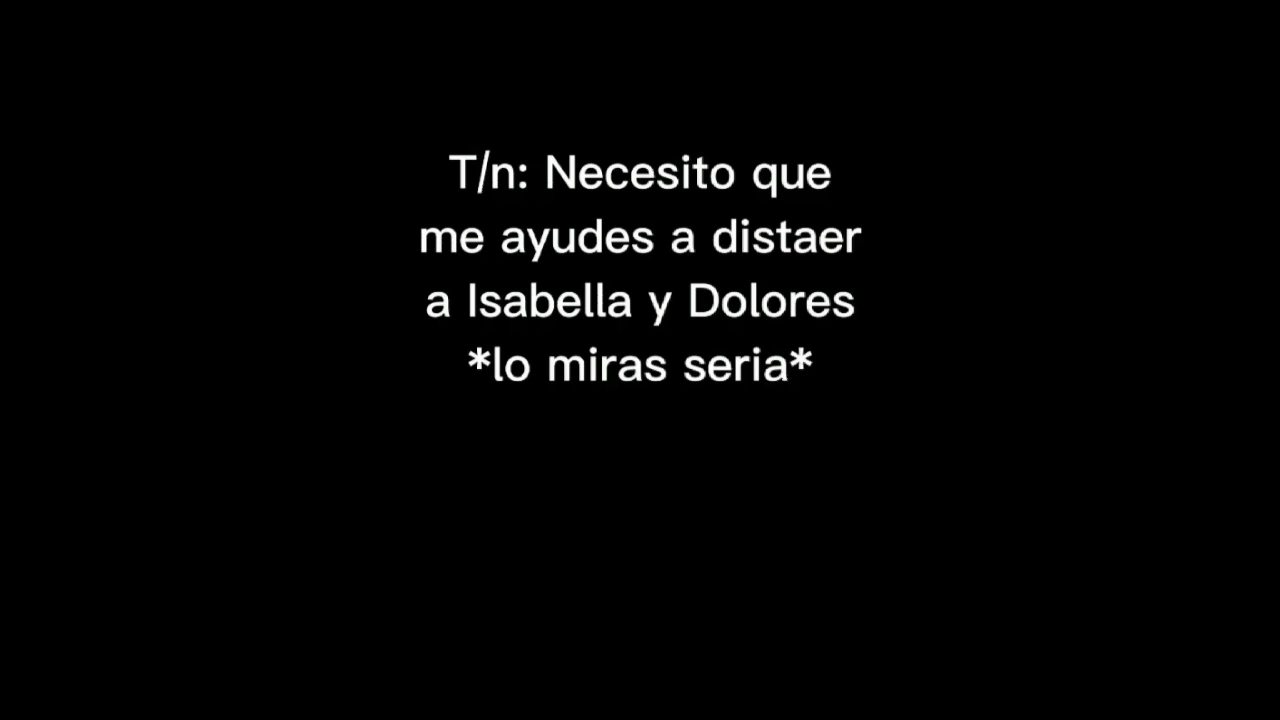 T/n: Necesito que
me ayudes a distaer
a Isabella y Dolores
*lo miras seria*